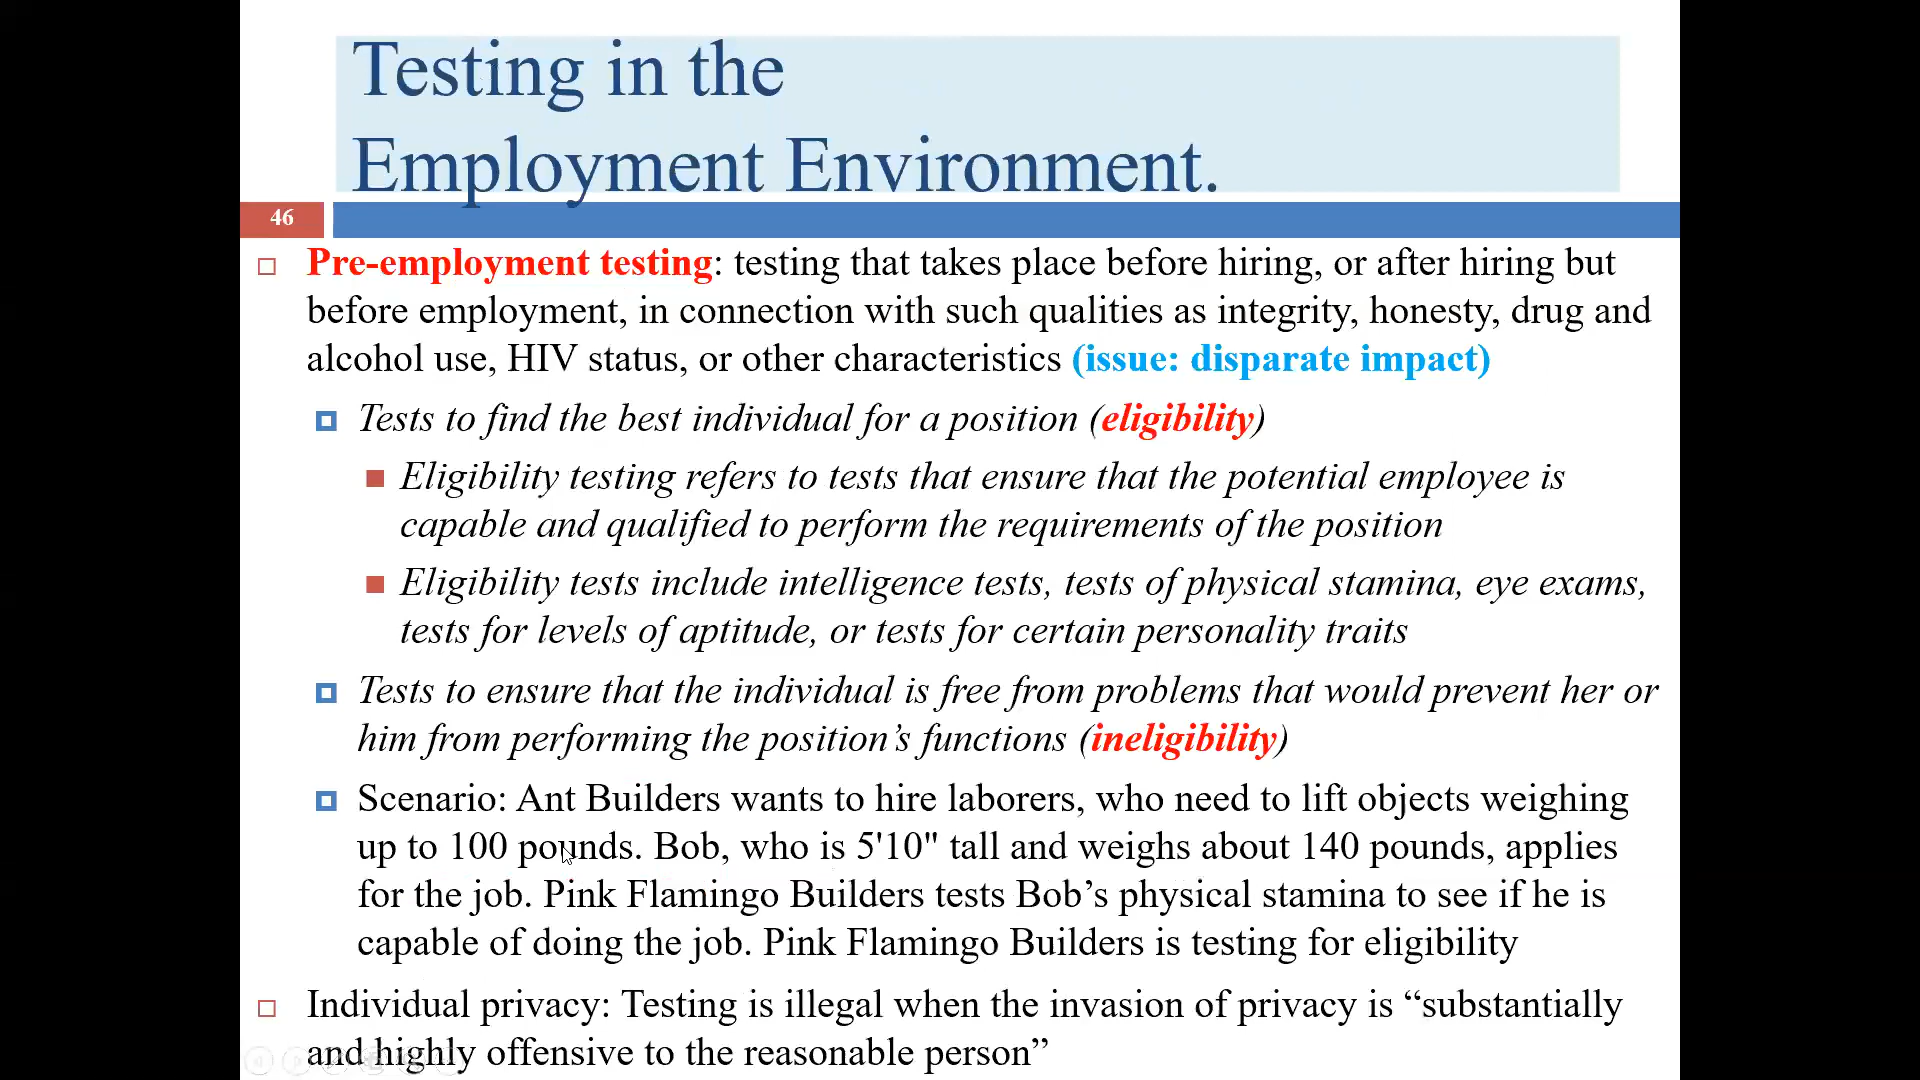 Testing in the
Employment Environment.
46
Pre-employment testing: testing that takes place before hiring, or after hiring but
before employment, in connection with such qualities as integrity, honesty, drug and
alcohol use, HIV status, or other characteristics (issue: disparate impact)
Tests to find the best individual for a position (eligibility)
Eligibility testing refers to tests that ensure that the potential employee is
capable and qualified to perform the requirements of the position
Eligibility tests include intelligence tests, tests of physical stamina, eye exams,
tests for levels of aptitude, or tests for certain personality traits
Tests to ensure that the individual is free from problems that would prevent her or
him from performing the position’s functions (ineligibility)
Scenario: Ant Builders wants to hire laborers, who need to lift objects weighing
up to 100 pounds. Bob, who is 5'10" tall and weighs about 140 pounds, applies
for the job. Pink Flamingo Builders tests Bob’s physical stamina to see if he is
capable of doing the job. Pink Flamingo Builders is testing for eligibility
Individual privacy: Testing is illegal when the invasion of privacy is “substantially
and highly offensive to the reasonable person”